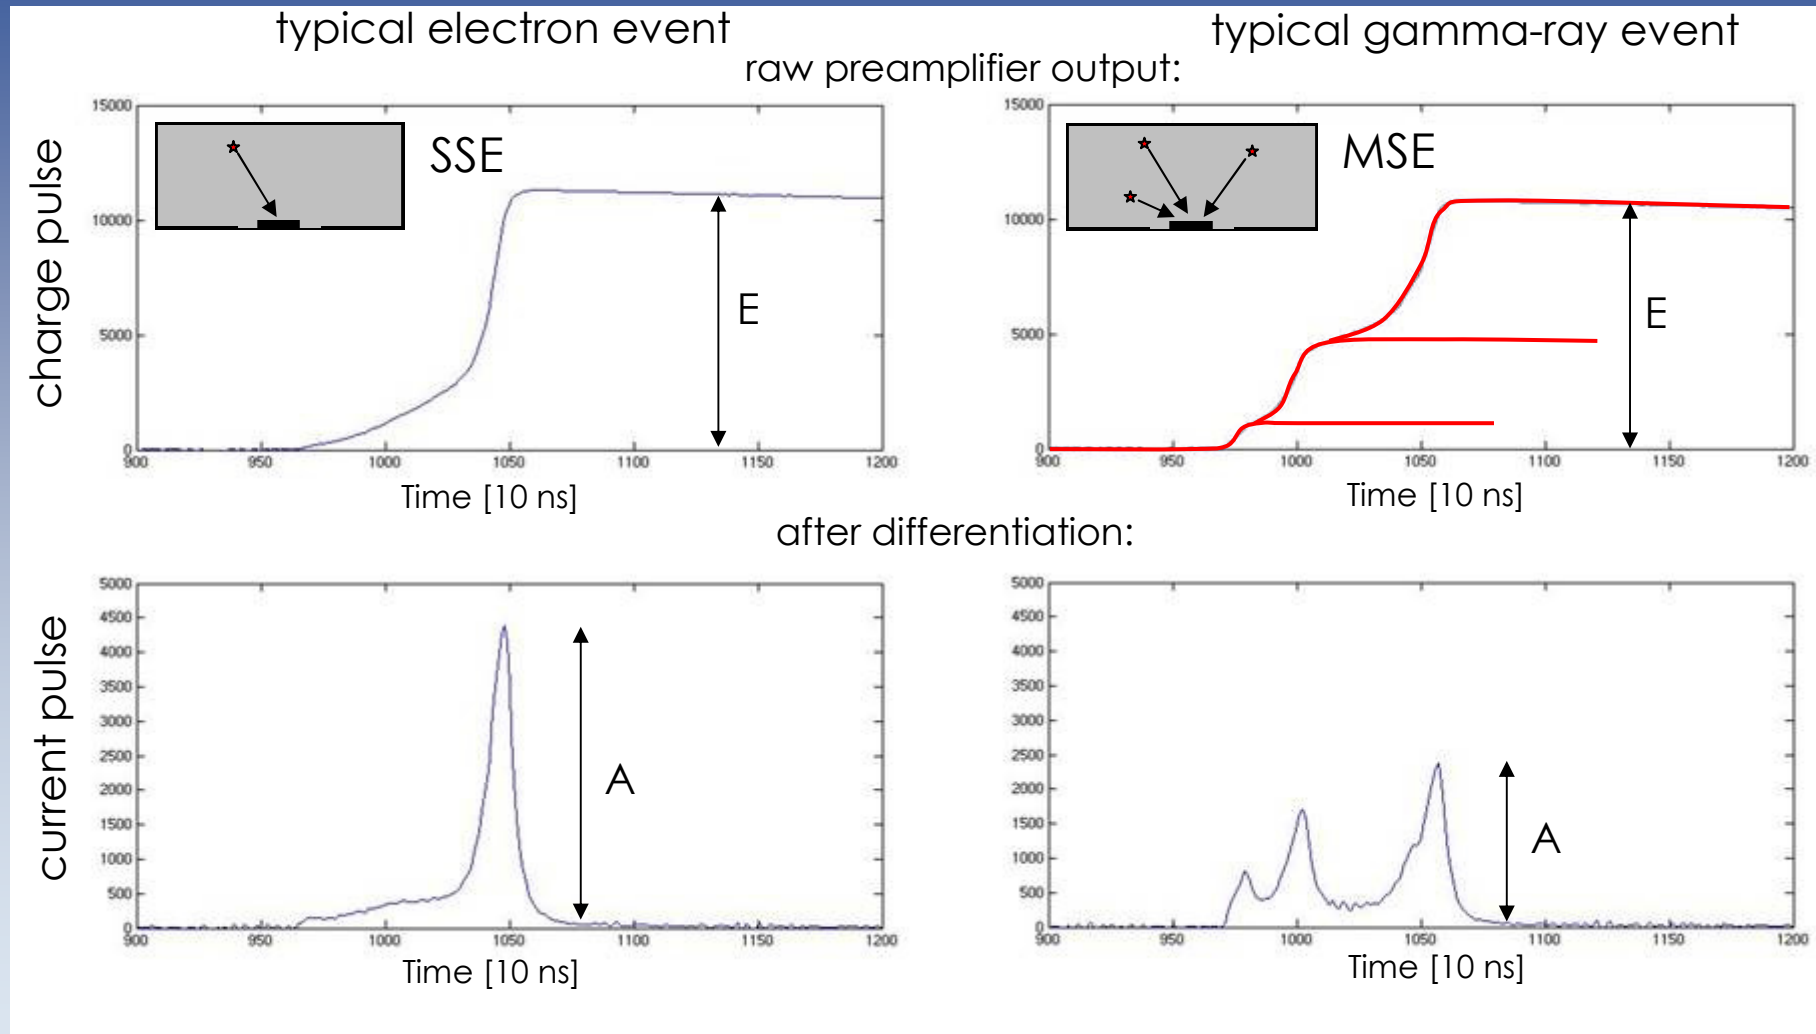 typical electron event
typical gamma-ray event
raw preamplifier output:
charge pulse
15000
10000
5000
0
900 950 1000 1050 1100 1150 1200
SSE
E
Time [10 ns]
15000
10000
5000
0
900 950 1000 1050 1100 1150 1200
MSE
E
Time [10 ns]
after differentiation:
current pulse
5000
4500
4000
3500
3000
2500
2000
1500
1000
500
0
900 950 1000 1050 1100 1150 1200
A
Time [10 ns]
5000
4500
4000
3500
3000
2500
2000
1500
1000
500
0
900 950 1000 1050 1100 1150 1200
A
Time [10 ns]